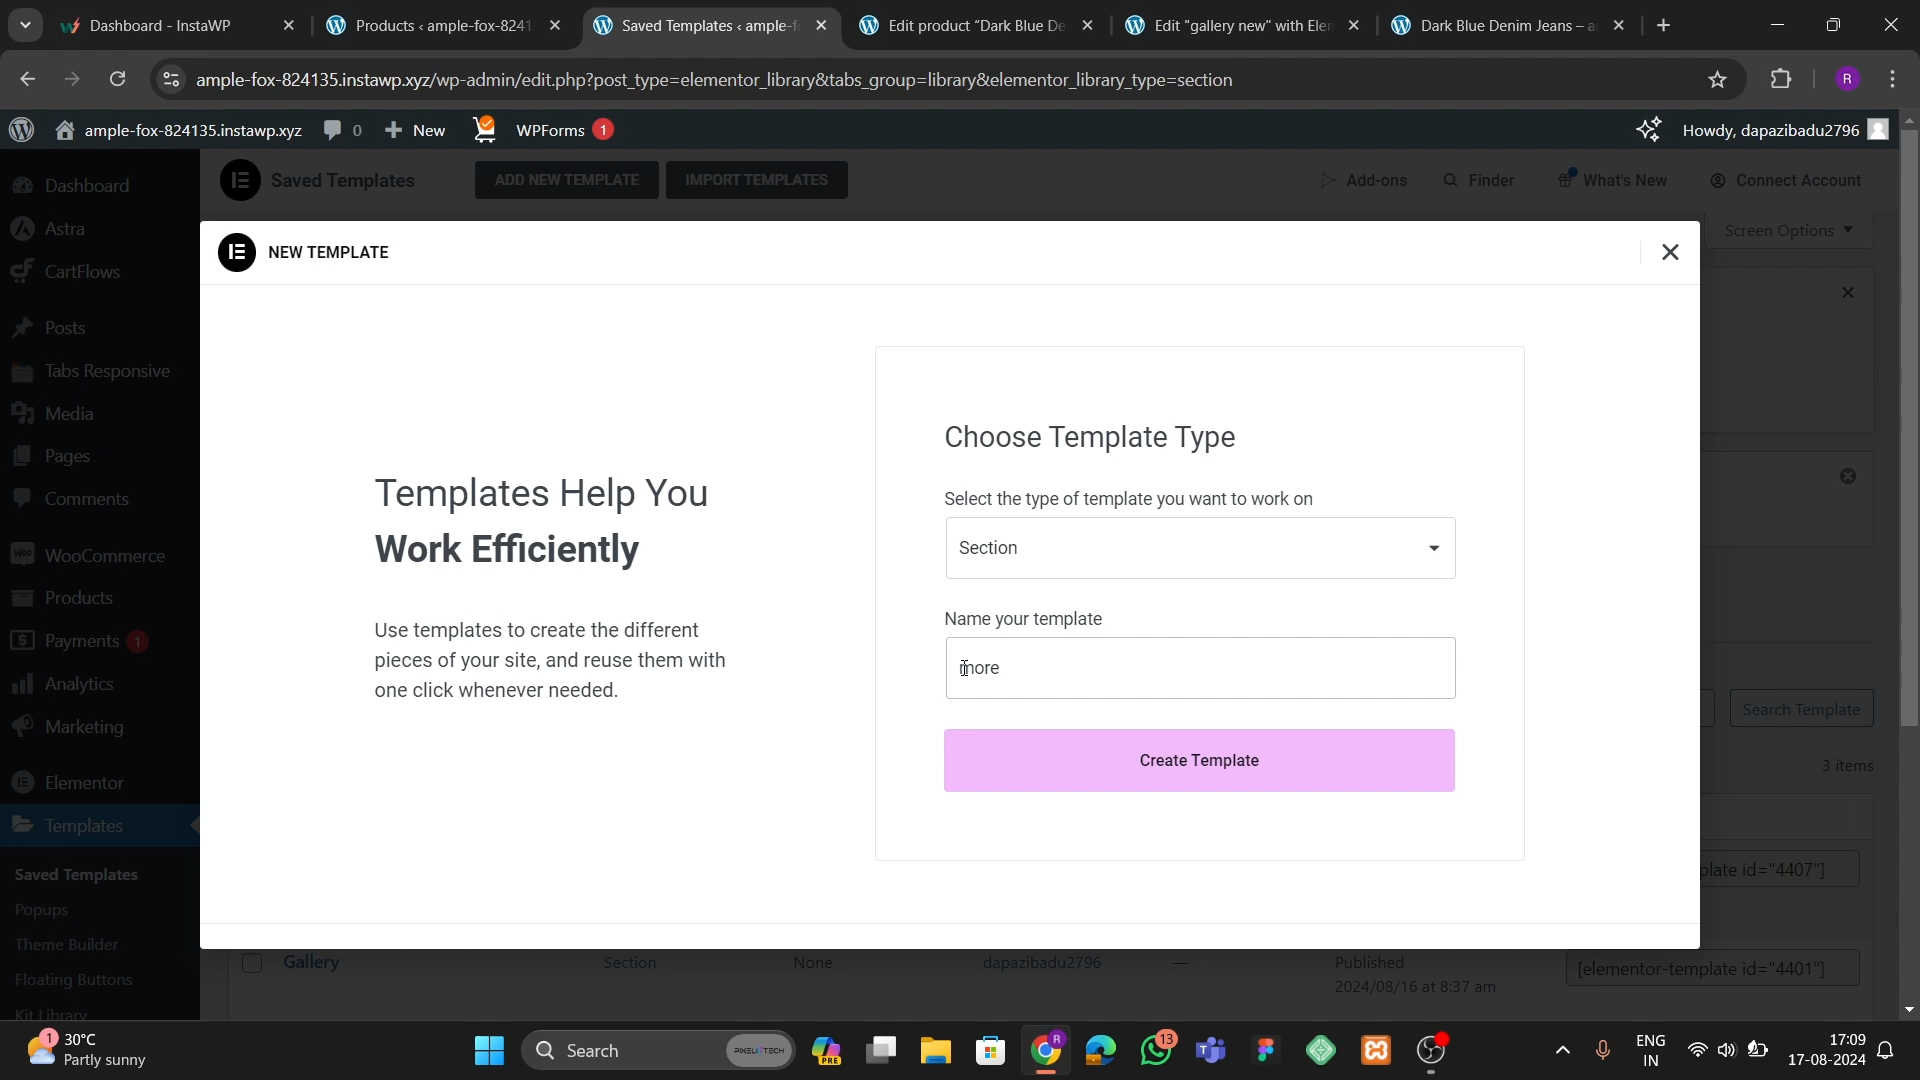 Dashboard - InstaWP
Products ‹ ample-fox-8241
Saved Templates ‹ ample-f
Edit product "Dark Blue De
Edit "gallery new" with Ele
Dark Blue Denim Jeans – a
ample-fox-824135.instawp.xyz/wp-admin/edit.php?post_type=elementor_library&tabs_group=library&elementor_library_type=section
R
ample-fox-824135.instawp.xyz
0
New
WPForms
1
Howdy, dapazibadu2796
Dashboard
Astra
CartFlows
Posts
Tabs Responsive
Media
Pages
Comments
WooCommerce
Products
Payments 1
Analytics
Marketing
Elementor
Templates
Saved Templates
Popups
Theme Builder
Floating Buttons
Kit Library
Saved Templates
ADD NEW TEMPLATE
IMPORT TEMPLATES
Add-ons
Finder
What's New
Connect Account
Screen Options
NEW TEMPLATE
Templates Help You
Work Efficiently
Use templates to create the different
pieces of your site, and reuse them with
one click whenever needed.
Choose Template Type
Select the type of template you want to work on
Section
Name your template
more
Create Template
Search Template
3 items
plate id="4407"]
Gallery
Section
None
dapazibadu2796
—
Published
2024/08/16 at 8:37 am
[elementor-template id="4401"]
1
30°C
Partly sunny
Search
PIXELTECH
PRE
R
13
ENG
IN
17:09
17-08-2024